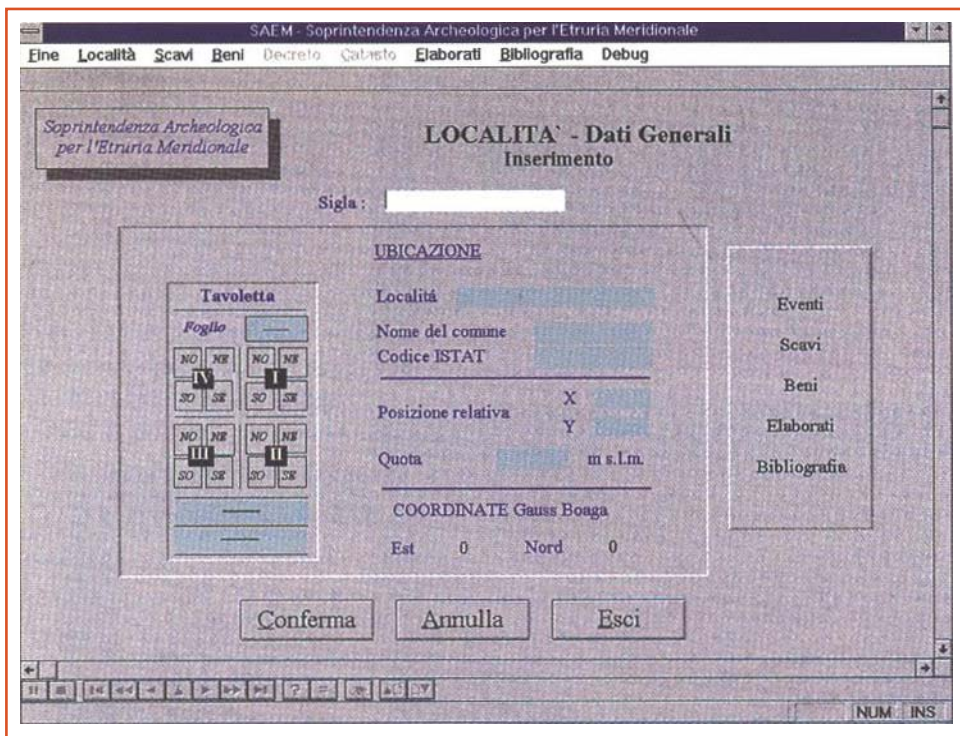 SAEM - Soprintendenza Archeologica per l'Etruria Meridionale
Fine Località Scavi Beni Decreto Catasto Elaborati Bibliografia Debug
Soprintendenza Archeologica
per l'Etruria Meridionale
LOCALITA` - Dati Generali
Inserimento
Sigla :
UBICAZIONE
Tavoletta
Foglio
NO NE NO NE
IV I
SO SE SO SE
NO NE NO NE
III II
SO SE SO SE
Località
Nome del comune
Codice ISTAT
Posizione relativa X
Y
Quota m s.l.m.
COORDINATE Gauss Boaga
Est 0 Nord 0
Eventi
Scavi
Beni
Elaborati
Bibliografia
Conferma Annulla Esci
NUM INS